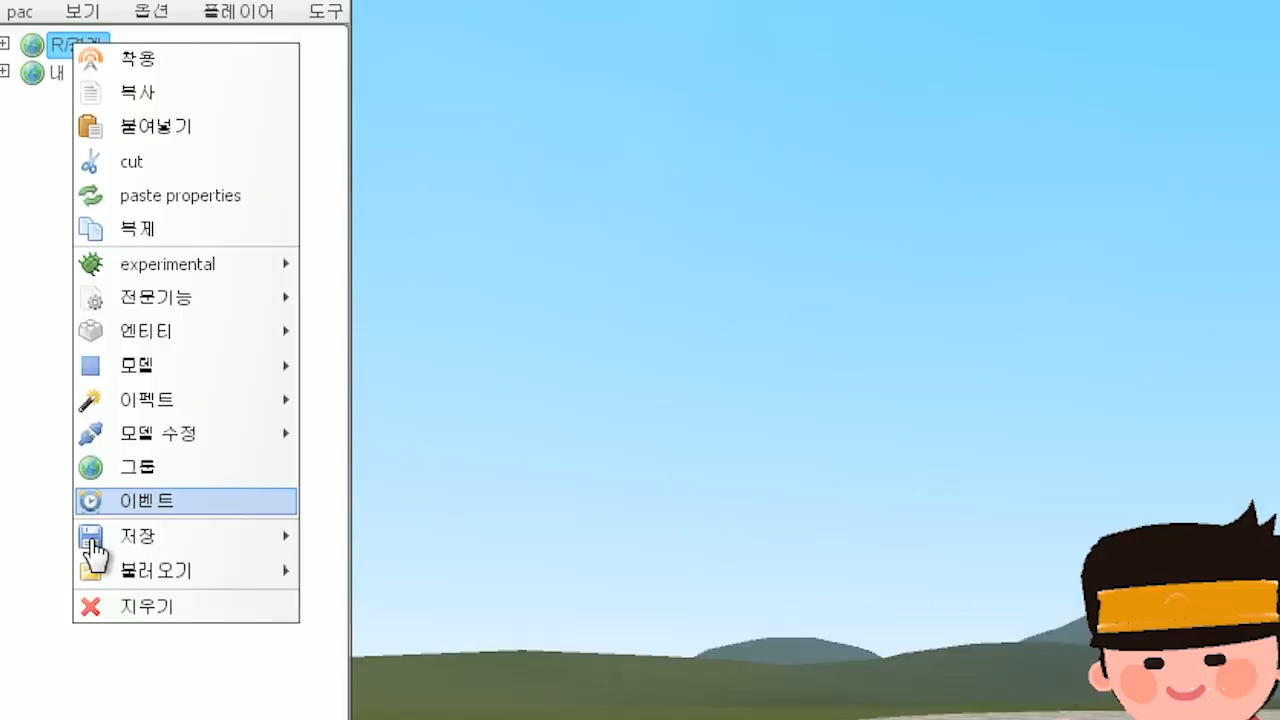 pac 보기 옵션 플레이어 도구
내
착용
복사
붙여넣기
cut
paste properties
복제
experimental
전문기능
엔티티
모델
이펙트
모델 수정
그룹
이벤트
저장
불러오기
지우기